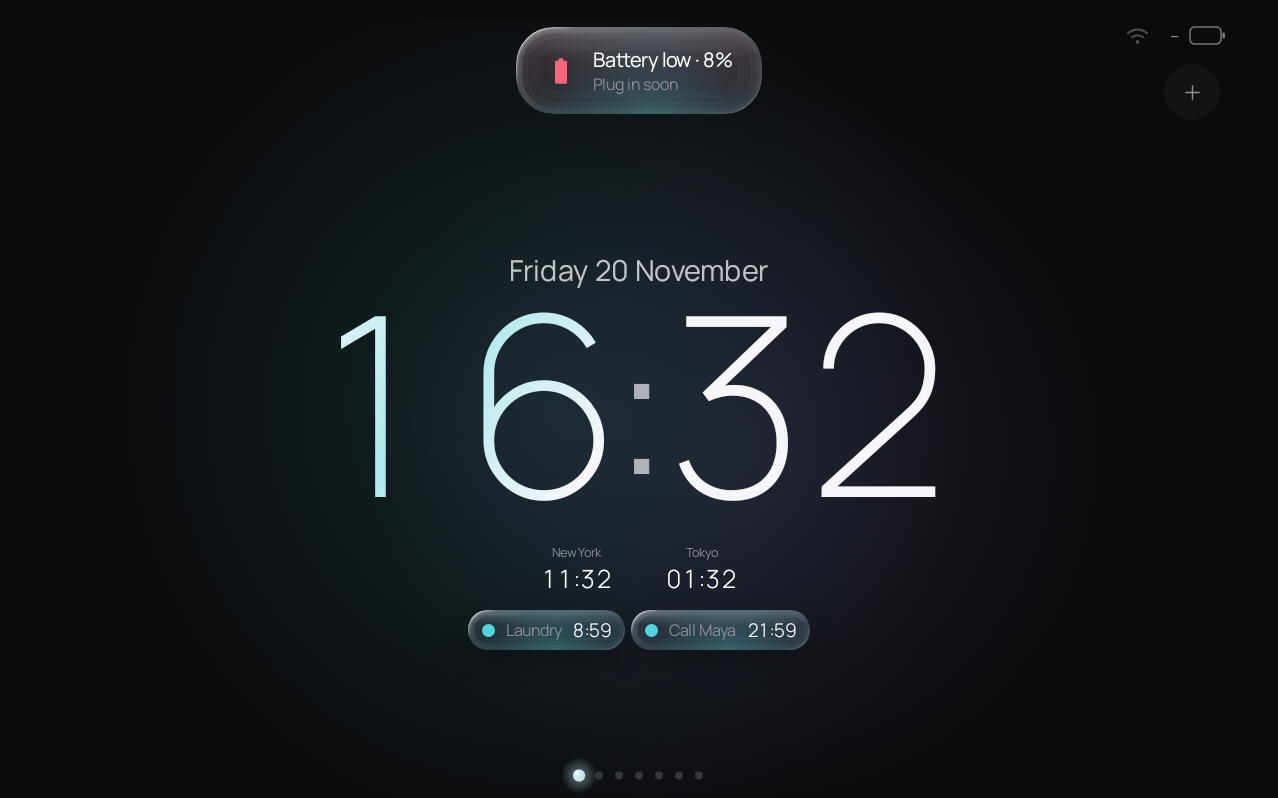 Battery low · 8%
Plug in soon
–
+
Friday 20 November
16:32
New York
11:32
Tokyo
01:32
Laundry 8:59
Call Maya 21:59